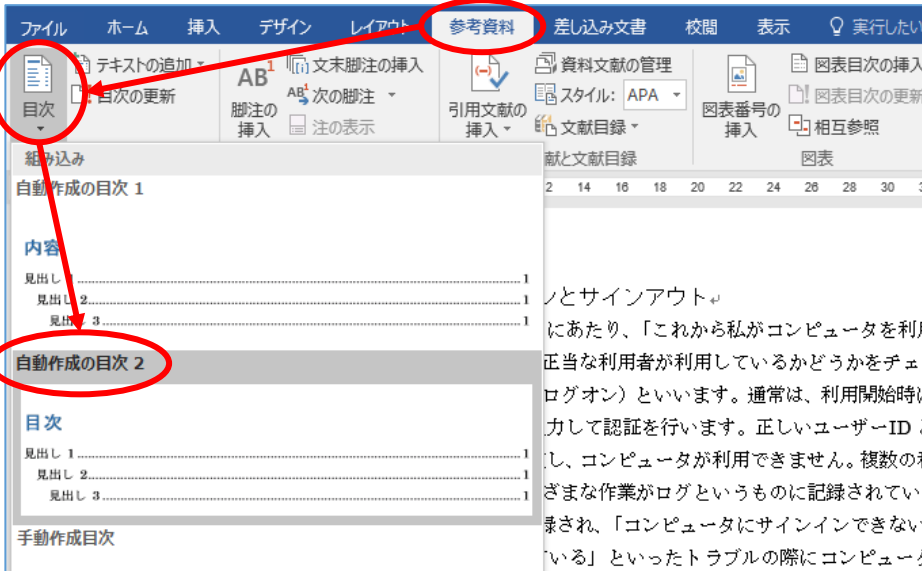 ファイル ホーム 挿入 デザイン レイアウト 参考資料 差し込み文書 校閲 表示 実行したい
目次
テキストの追加
目次の更新
AB1
脚注の
挿入
文末脚注の挿入
次の脚注
注の表示
引用文献の
挿入
資料文献の管理
スタイル: APA
文献目録
献と文献目録
図表番号の
挿入
図表目次の挿入
図表目次の更新
相互参照
図表
2 14 16 18 20 22 24 26 28 30
組み込み
自動作成の目次 1
内容
見出し 1 1
見出し 2 1
見出し 3 1
自動作成の目次 2
目次
見出し 1 1
見出し 2 1
見出し 3 1
手動作成目次
とサインアウト
にあたり、「これから私がコンピュータを利用
正当な利用者が利用しているかどうかをチェ
ログオン）といいます。通常は、利用開始時
力して認証を行います。正しいユーザーID
し、コンピュータが利用できません。複数の
ざまな作業がログというものに記録されてい
録され、「コンピュータにサインインできない
いる」といったトラブルの際にコンピュー